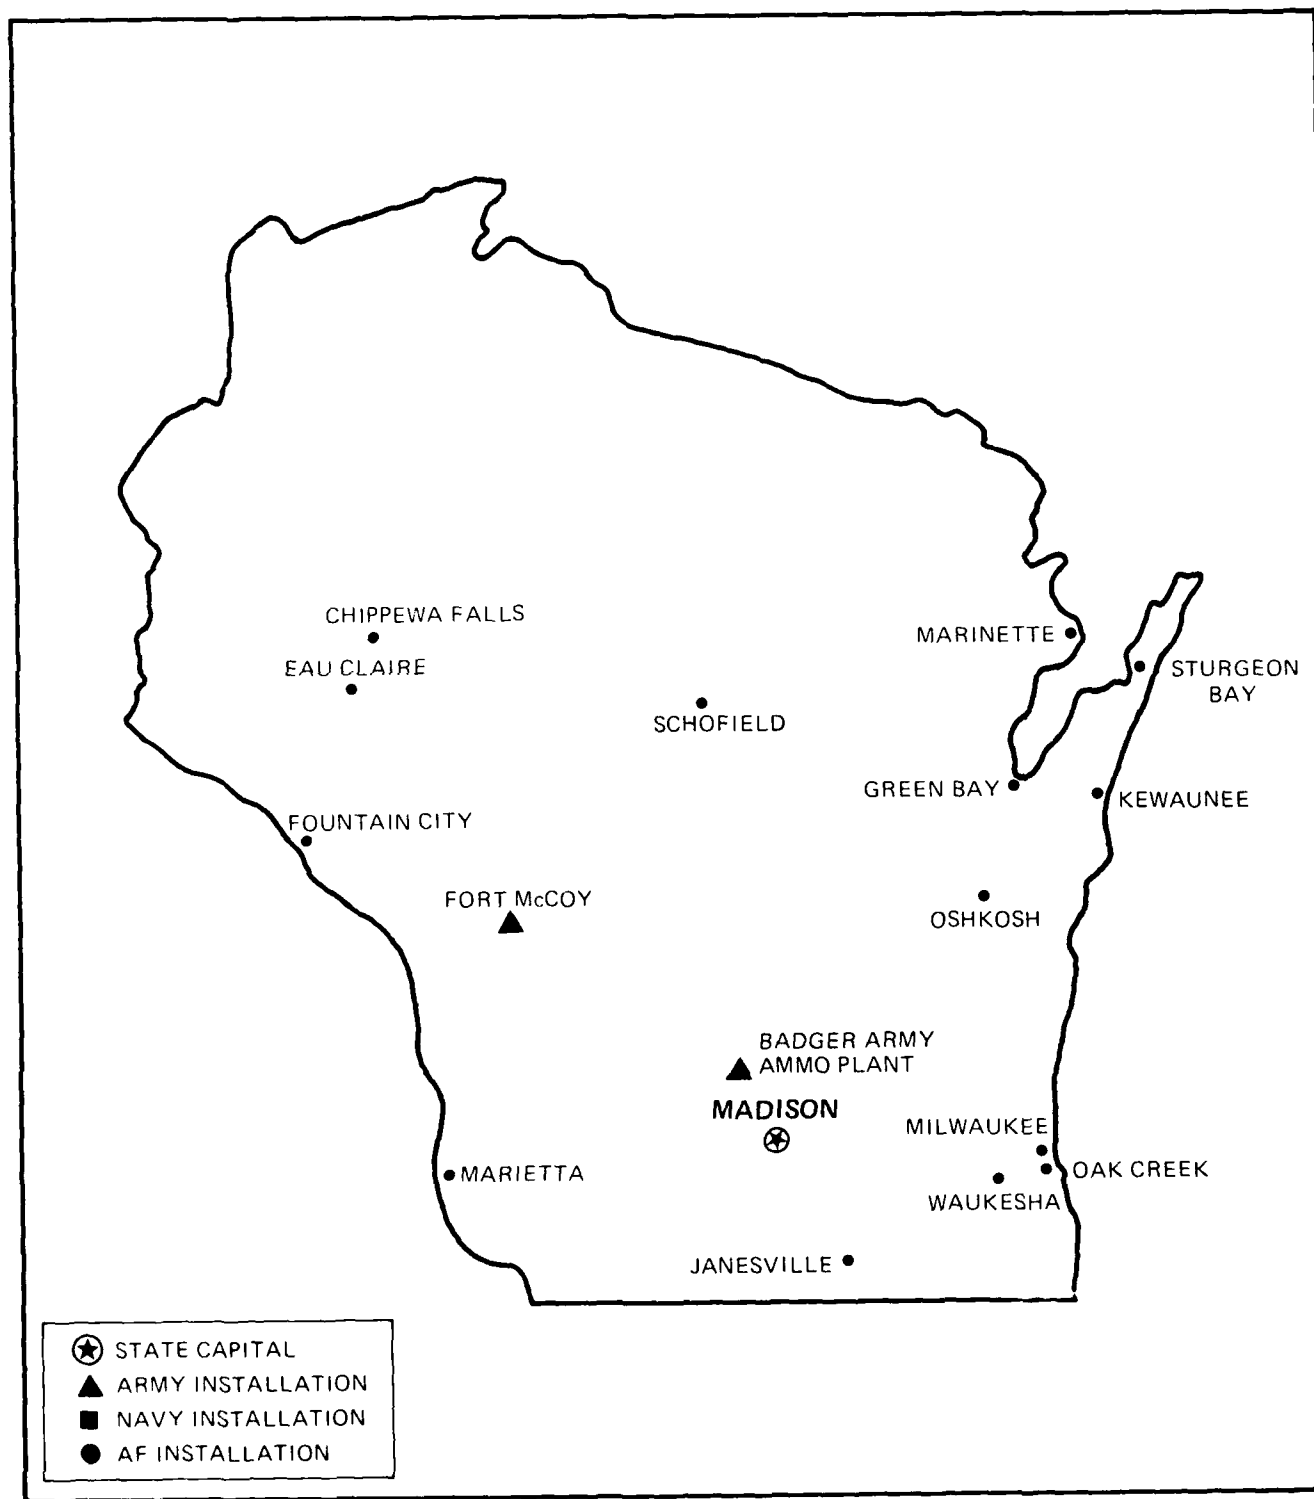 CHIPPEWA FALLS
EAU CLAIRE
MARINETTE
STURGEON
BAY
SCHOFIELD
GREEN BAY
KEWAUNEE
FOUNTAIN CITY
FORT McCOY
OSHKOSH
BADGER ARMY
AMMO PLANT
MADISON
MILWAUKEE
MARIETTA
OAK CREEK
WAUKESHA
JANESVILLE
STATE CAPITAL
ARMY INSTALLATION
NAVY INSTALLATION
AF INSTALLATION